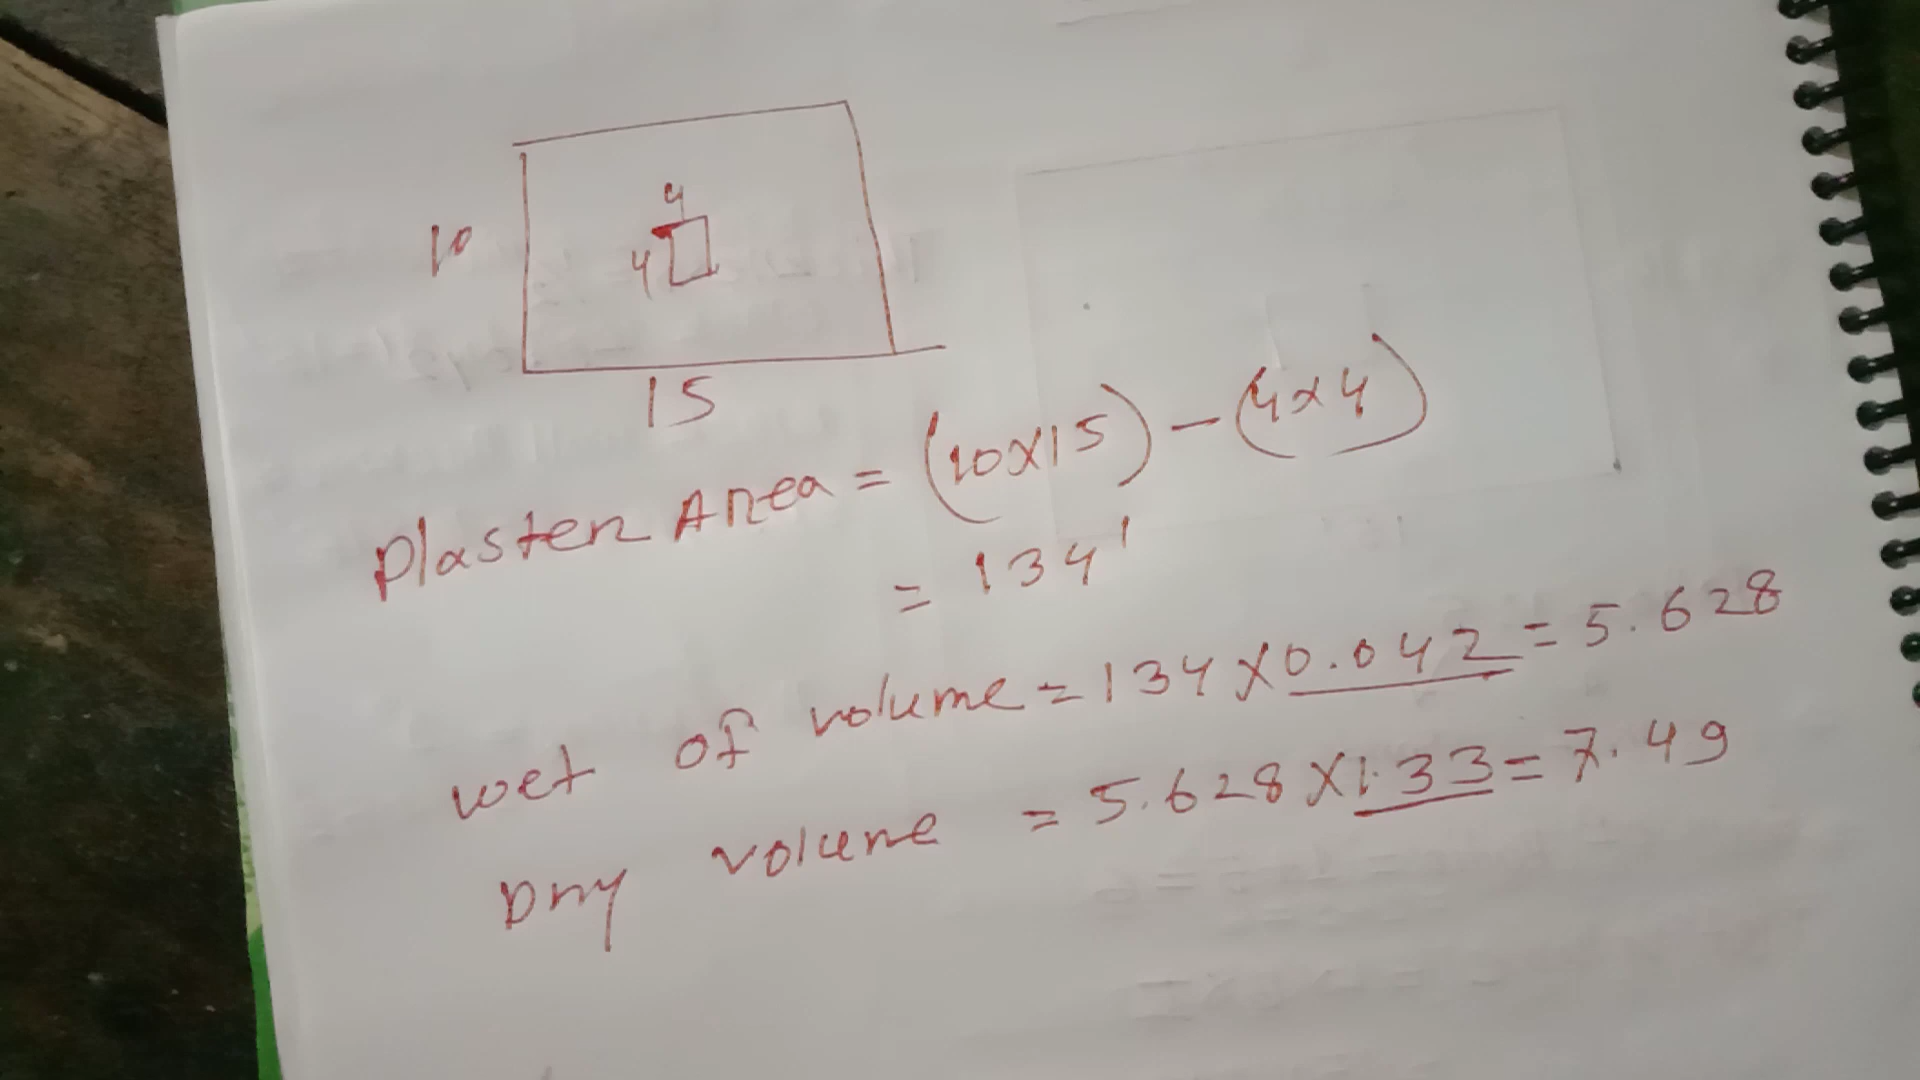 4
10
4
15
Plaster Area = (10x15) - (4x4)
= 134'
wet of volume = 134 x 0.042 = 5.628
Dry volume = 5.628 x 1.33 = 7.49